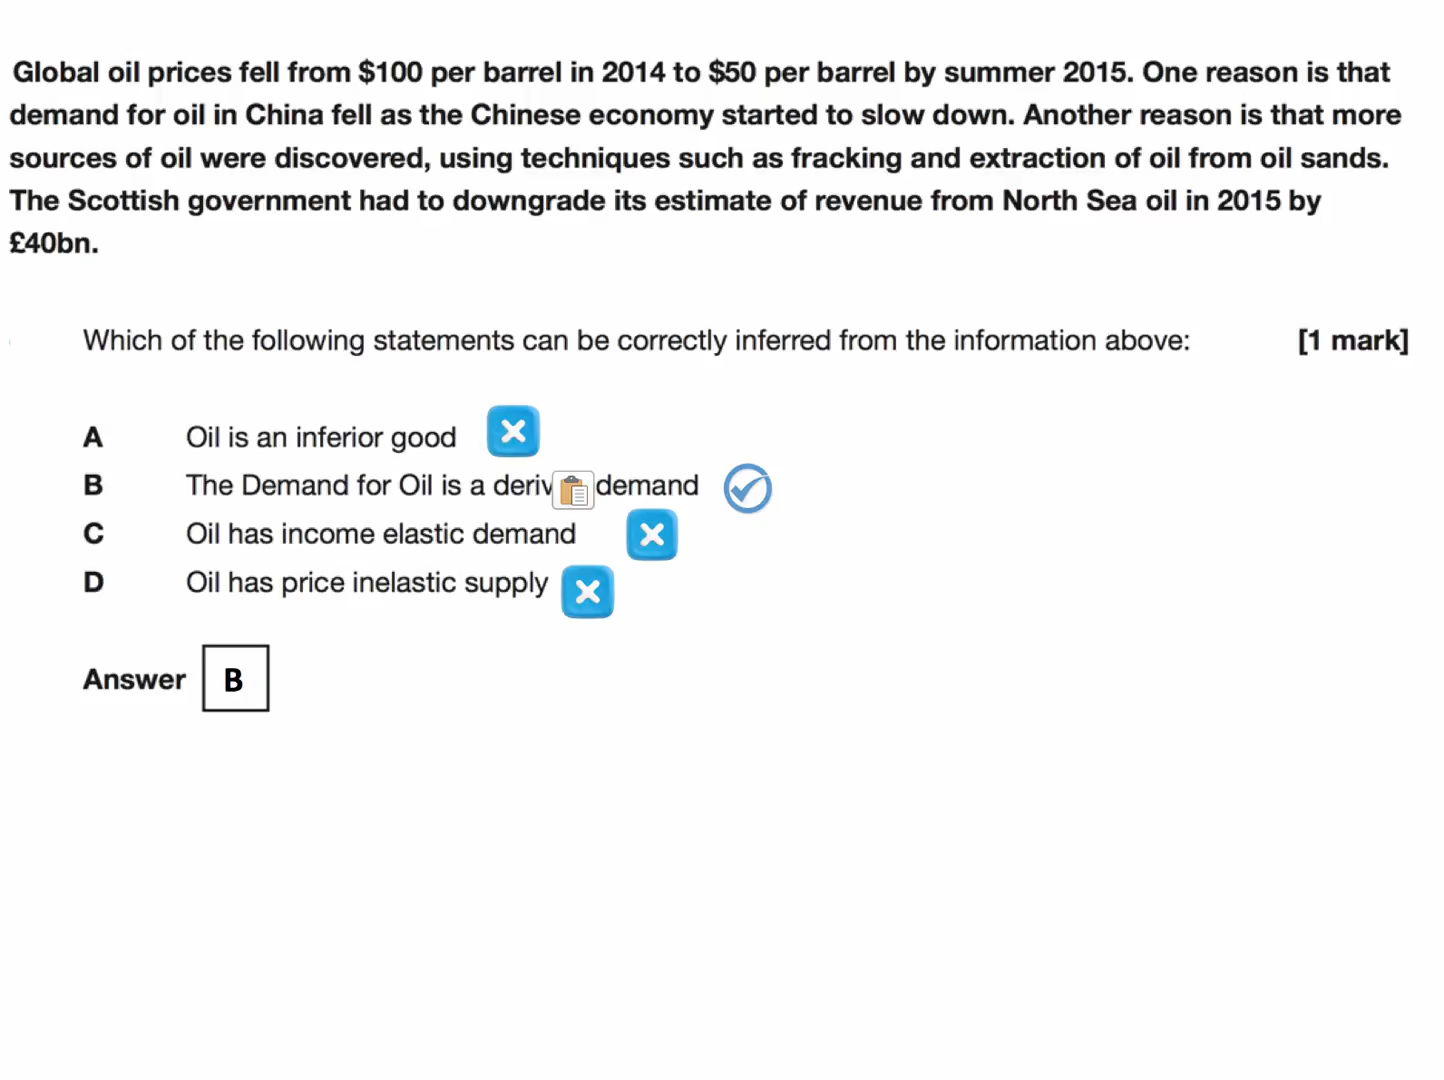 Global oil prices fell from $100 per barrel in 2014 to $50 per barrel by summer 2015. One reason is that
demand for oil in China fell as the Chinese economy started to slow down. Another reason is that more
sources of oil were discovered, using techniques such as fracking and extraction of oil from oil sands.
The Scottish government had to downgrade its estimate of revenue from North Sea oil in 2015 by
£40bn.
Which of the following statements can be correctly inferred from the information above: [1 mark]
A Oil is an inferior good
B The Demand for Oil is a deriv demand
C Oil has income elastic demand
D Oil has price inelastic supply
Answer B